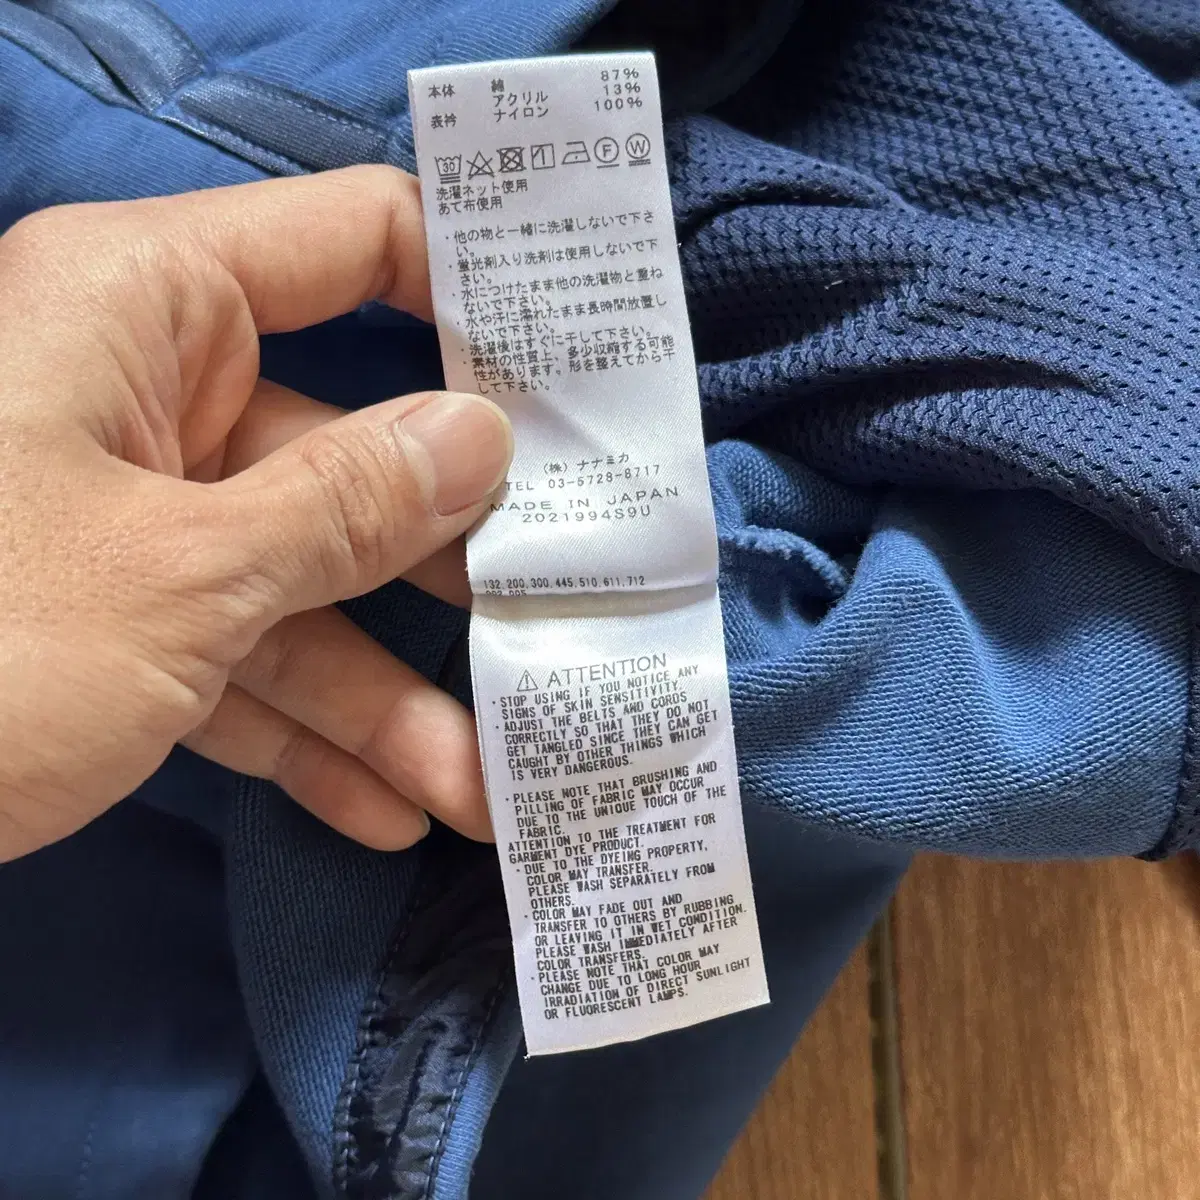 本体 綿 87%
アクリル 13%
表衿 ナイロン 100%
30 F W
洗濯ネット使用
あて布使用
・他の物と一緒に洗濯しないで下さ
い。
・蛍光剤入り洗剤は使用しないで下
さい。
・水につけたまま他の洗濯物と重ね
ないで下さい。
・水や汗に濡れたまま長時間放置し
ないで下さい。
・洗濯後はすぐに干して下さい。
・素材の性質上、多少収縮する可能
性があります。形を整えてから干
して下さい。
(株)ナナミカ
TEL 03-5728-8717
MADE IN JAPAN
2021994S9U
132,200,300,445,510,611,712
ATTENTION
・STOP USING IF YOU NOTICE ANY
SIGNS OF SKIN SENSITIVITY.
・ADJUST THE BELTS AND CORDS
CORRECTLY SO THAT THEY DO NOT
GET TANGLED SINCE THEY CAN GET
CAUGHT BY OTHER THINGS WHICH
IS VERY DANGEROUS.
・PLEASE NOTE THAT BRUSHING AND
PILLING OF FABRIC MAY OCCUR
DUE TO THE UNIQUE TOUCH OF THE
FABRIC.
ATTENTION TO THE TREATMENT FOR
GARMENT DYE PRODUCT.
・DUE TO THE DYEING PROPERTY,
COLOR MAY TRANSFER.
PLEASE WASH SEPARATELY FROM
OTHERS.
・COLOR MAY FADE OUT AND
TRANSFER TO OTHERS BY RUBBING
OR LEAVING IT IN WET CONDITION.
PLEASE WASH IMMEDIATELY AFTER
COLOR TRANSFERS.
・PLEASE NOTE THAT COLOR MAY
CHANGE DUE TO LONG HOUR
IRRADIATION OF DIRECT SUNLIGHT
OR FLUORESCENT LAMPS.